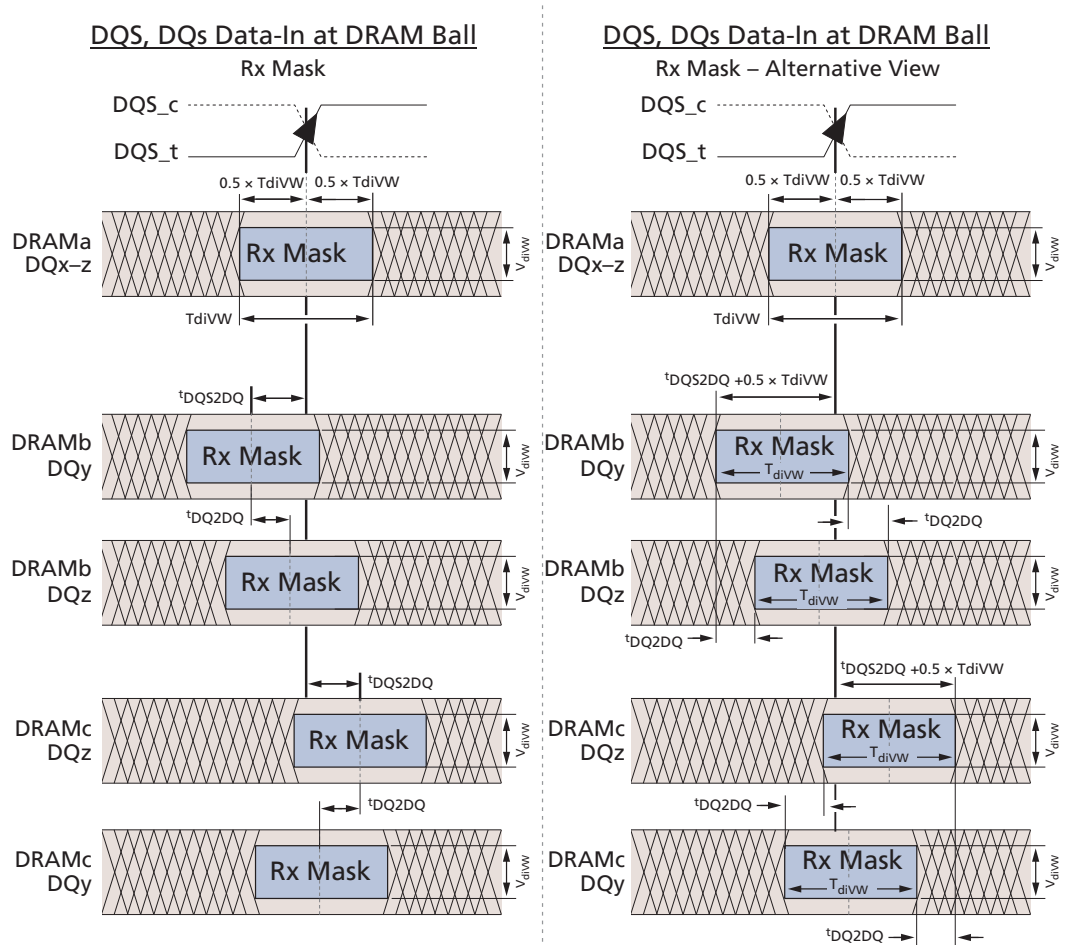 DQS, DQs Data-In at DRAM Ball
Rx Mask
DQS_c
DQS_t
0.5 × TdiVW
0.5 × TdiVW
DRAMa
DQx–z
Rx Mask
VdiVW
TdiVW
tDQS2DQ
DRAMb
DQy
Rx Mask
VdiVW
tDQ2DQ
DRAMb
DQz
Rx Mask
VdiVW
tDQS2DQ
DRAMc
DQz
Rx Mask
VdiVW
tDQ2DQ
DRAMc
DQy
Rx Mask
VdiVW
DQS, DQs Data-In at DRAM Ball
Rx Mask – Alternative View
DQS_c
DQS_t
0.5 × TdiVW
0.5 × TdiVW
DRAMa
DQx–z
Rx Mask
VdiVW
TdiVW
tDQS2DQ +0.5 × TdiVW
DRAMb
DQy
Rx Mask
TdiVW
VdiVW
tDQ2DQ
DRAMb
DQz
Rx Mask
TdiVW
VdiVW
tDQ2DQ
tDQS2DQ +0.5 × TdiVW
DRAMc
DQz
Rx Mask
TdiVW
VdiVW
tDQ2DQ
DRAMc
DQy
Rx Mask
TdiVW
VdiVW
tDQ2DQ